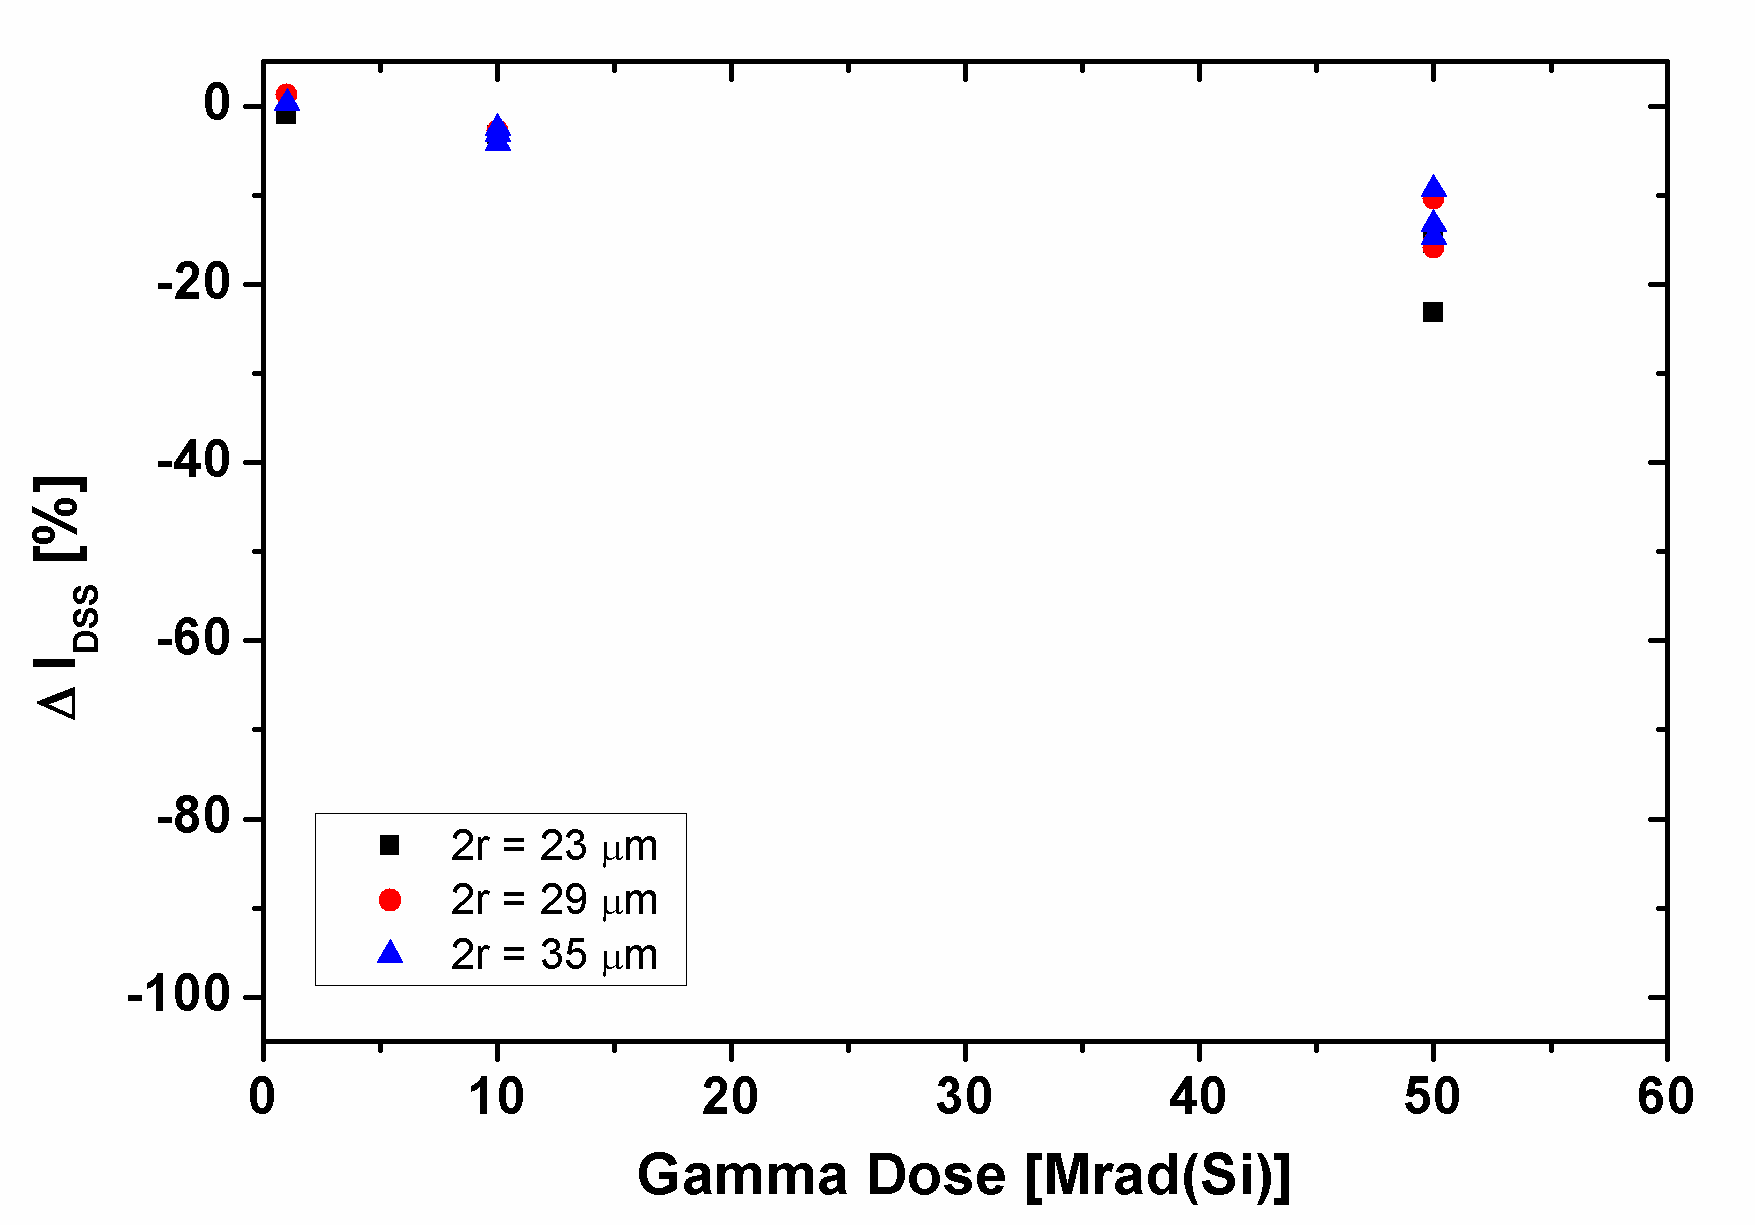 0
-20
-40
-60
-80
-100
Δ I_DSS [%]
2r = 23 μm
2r = 29 μm
2r = 35 μm
0 10 20 30 40 50 60
Gamma Dose [Mrad(Si)]